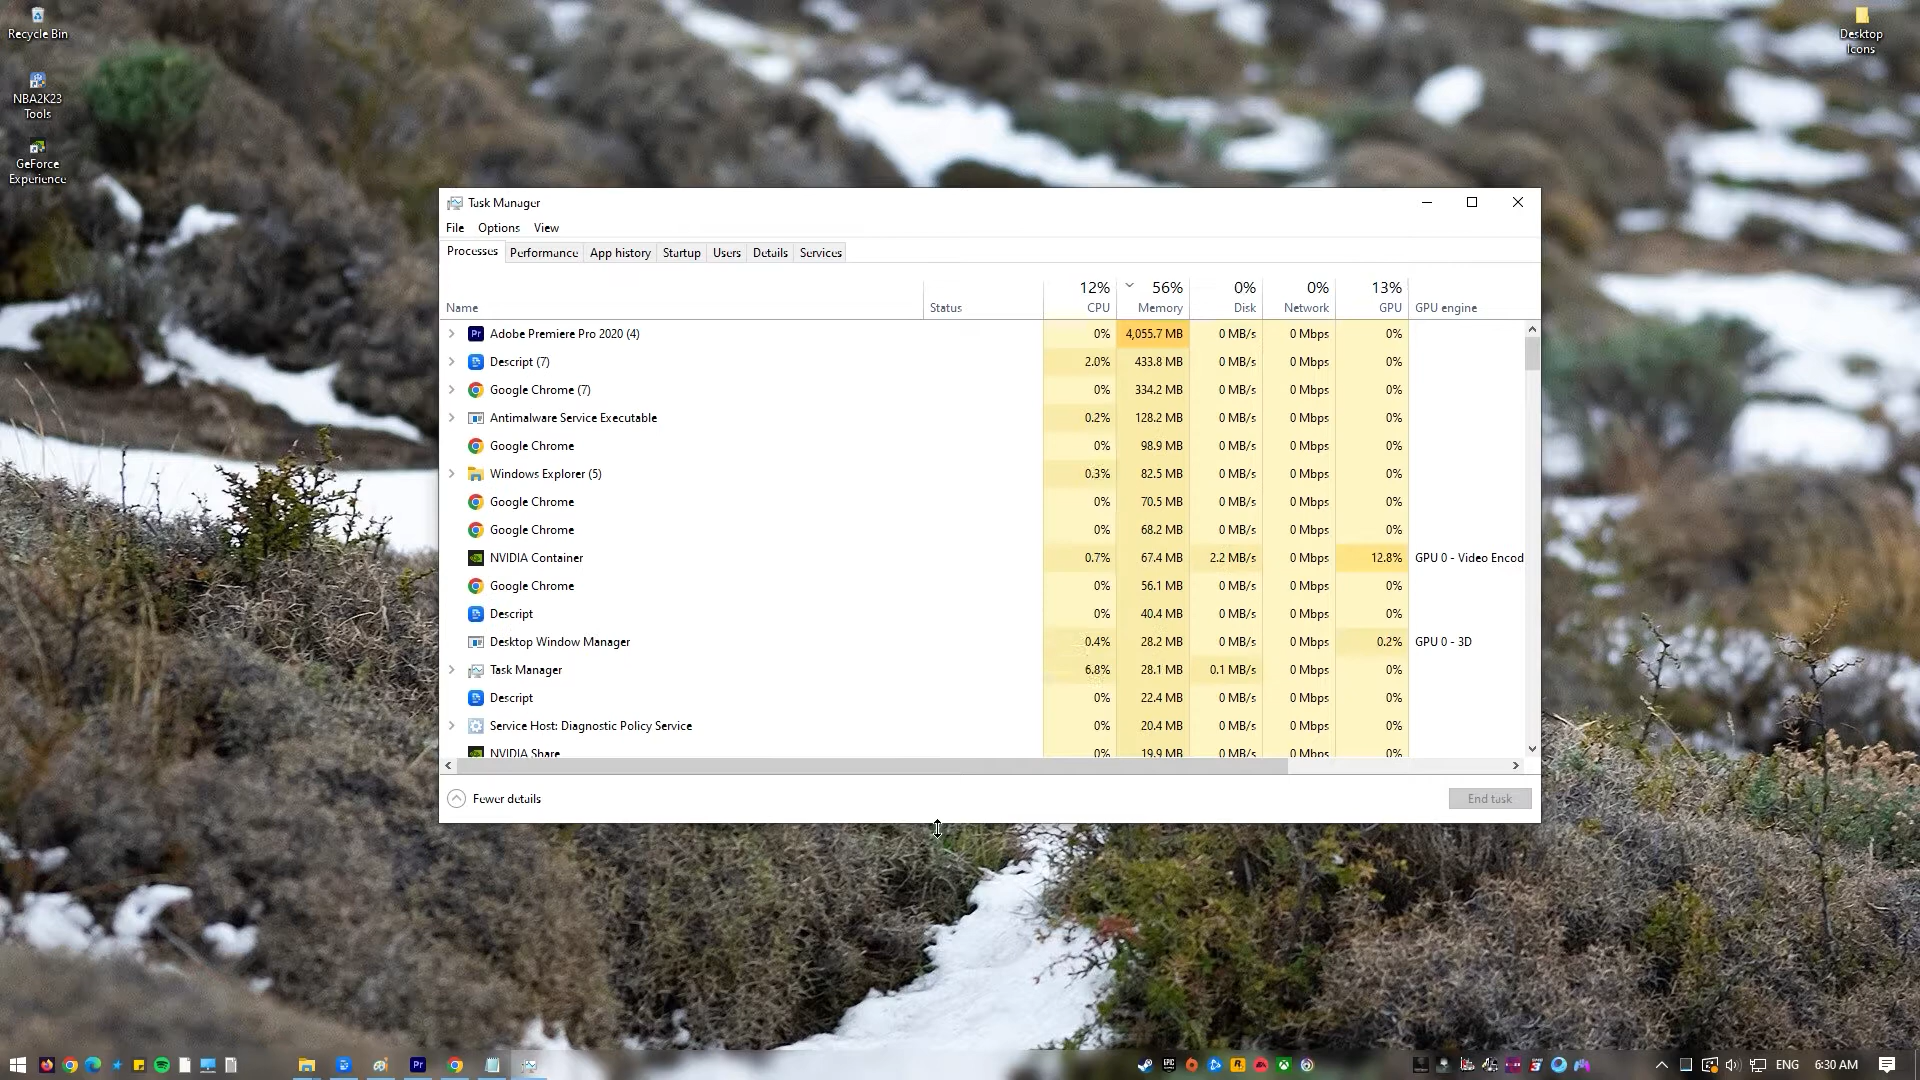 Recycle Bin
NBA2K23
Tools
GeForce
Experience
Desktop
Icons
Task Manager
File Options View
Processes Performance App history Startup Users Details Services
12% 56% 0% 0% 13%
Name Status CPU Memory Disk Network GPU GPU engine
Adobe Premiere Pro 2020 (4) 0% 4,055.7 MB 0 MB/s 0 Mbps 0%
Descript (7) 2.0% 433.8 MB 0 MB/s 0 Mbps 0%
Google Chrome (7) 0% 334.2 MB 0 MB/s 0 Mbps 0%
Antimalware Service Executable 0.2% 128.2 MB 0 MB/s 0 Mbps 0%
Google Chrome 0% 98.9 MB 0 MB/s 0 Mbps 0%
Windows Explorer (5) 0.3% 82.5 MB 0 MB/s 0 Mbps 0%
Google Chrome 0% 70.5 MB 0 MB/s 0 Mbps 0%
Google Chrome 0% 68.2 MB 0 MB/s 0 Mbps 0%
NVIDIA Container 0.7% 67.4 MB 2.2 MB/s 0 Mbps 12.8% GPU 0 - Video Encod
Google Chrome 0% 56.1 MB 0 MB/s 0 Mbps 0%
Descript 0% 40.4 MB 0 MB/s 0 Mbps 0%
Desktop Window Manager 0.4% 28.2 MB 0 MB/s 0 Mbps 0.2% GPU 0 - 3D
Task Manager 6.8% 28.1 MB 0.1 MB/s 0 Mbps 0%
Descript 0% 22.4 MB 0 MB/s 0 Mbps 0%
Service Host: Diagnostic Policy Service 0% 20.4 MB 0 MB/s 0 Mbps 0%
NVIDIA Share 0% 19.9 MB 0 MB/s 0 Mbps 0%
Fewer details End task
ENG 6:30 AM